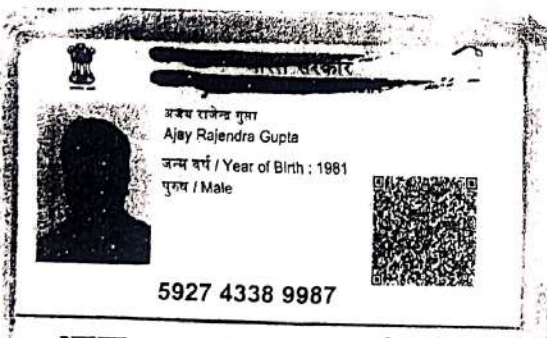 अजय राजेन्द्र गुप्ता
Ajay Rajendra Gupta
जन्म वर्ष / Year of Birth : 1981
पुरुष / Male
5927 4338 9987